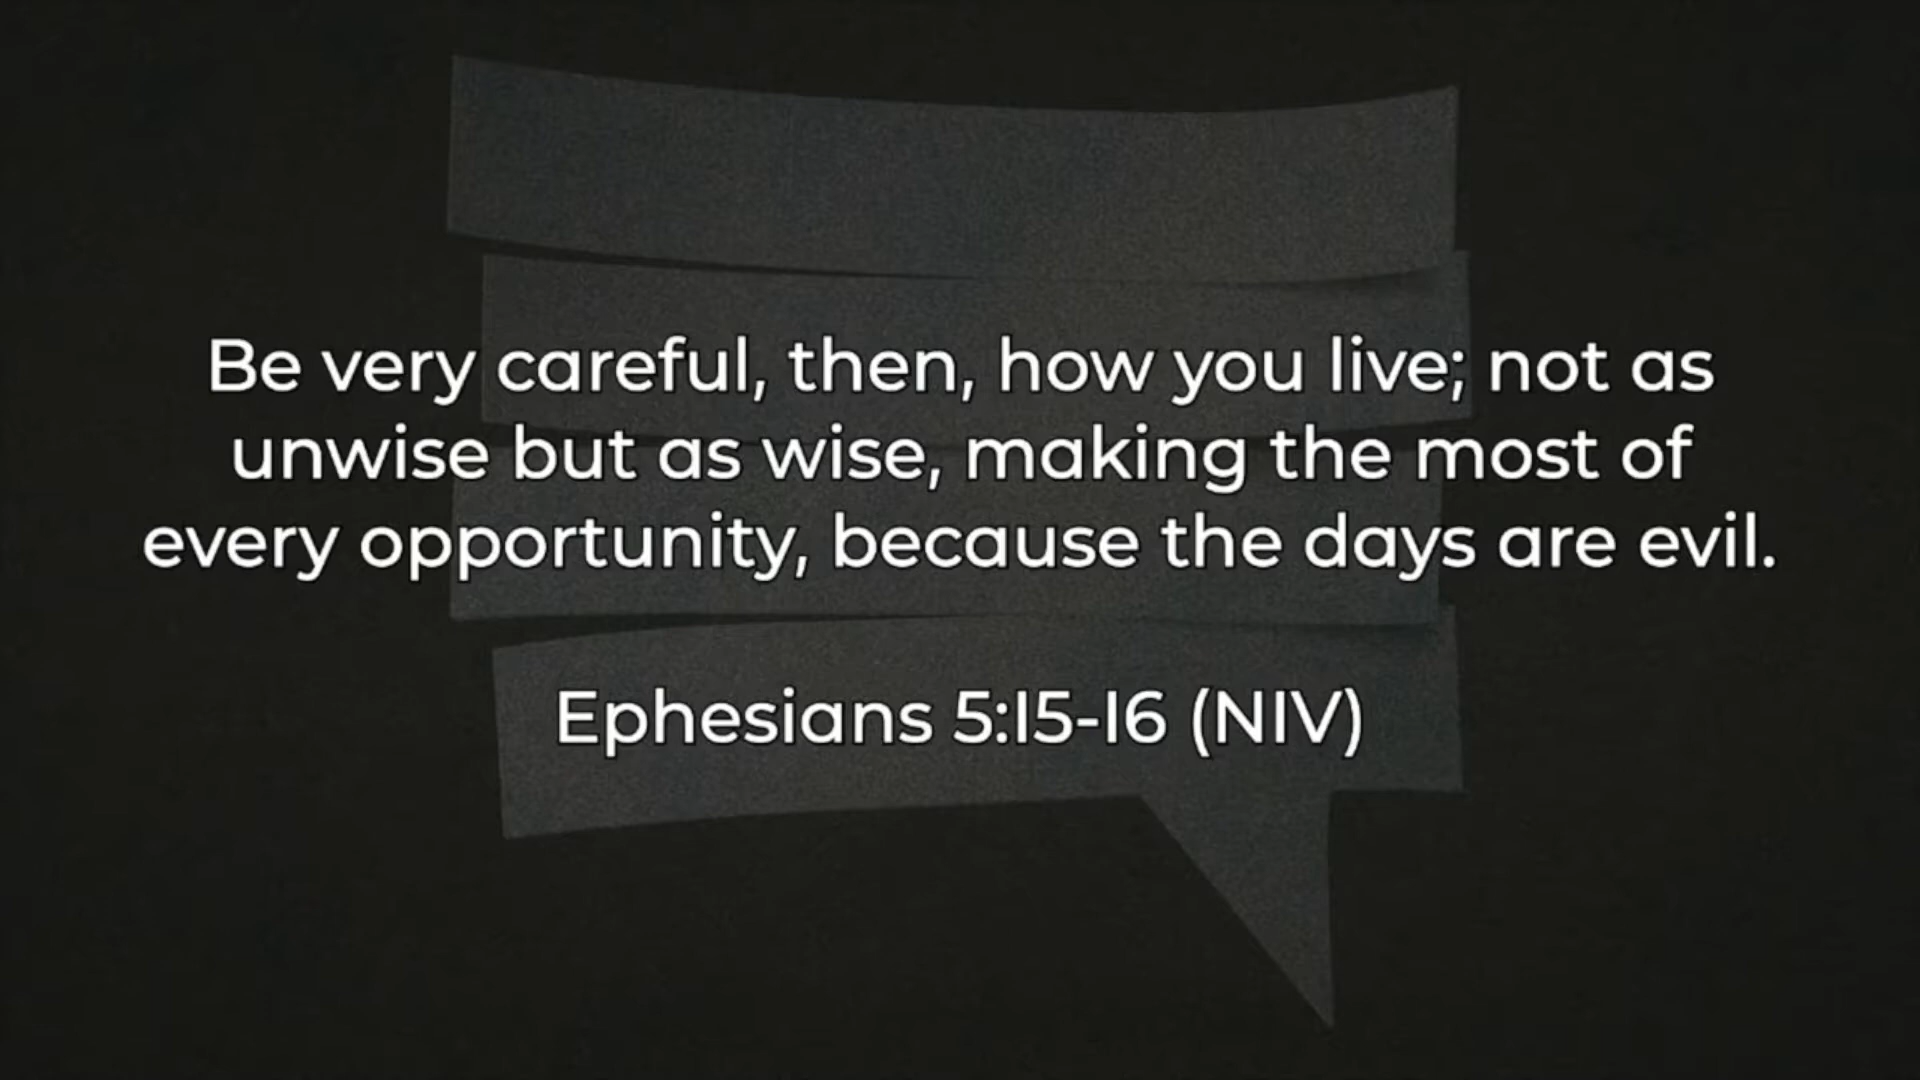 Be very careful, then, how you live; not as
unwise but as wise, making the most of
every opportunity, because the days are evil.
Ephesians 5:15-16 (NIV)